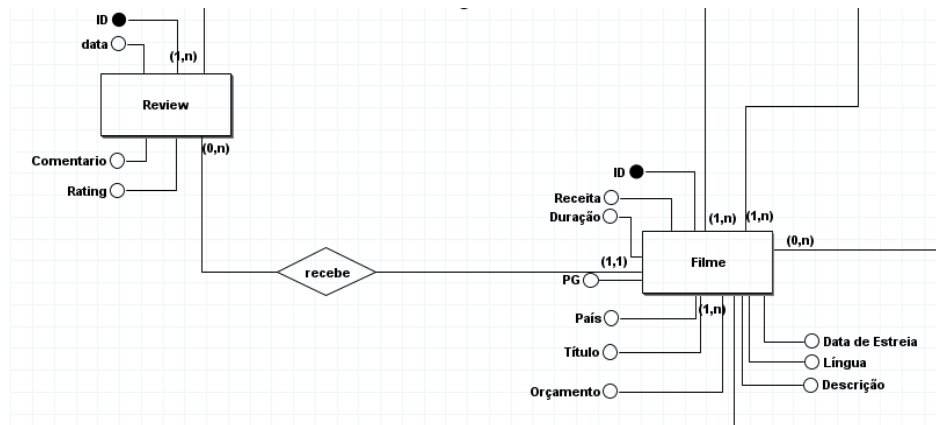 ID
data
(1,n)
Review
(0,n)
Comentario
Rating
ID
Receita
Duração
(1,n)
(1,n)
(0,n)
(1,1)
Filme
recebe
PG
País
(1,n)
Título
Data de Estreia
Língua
Orçamento
Descrição